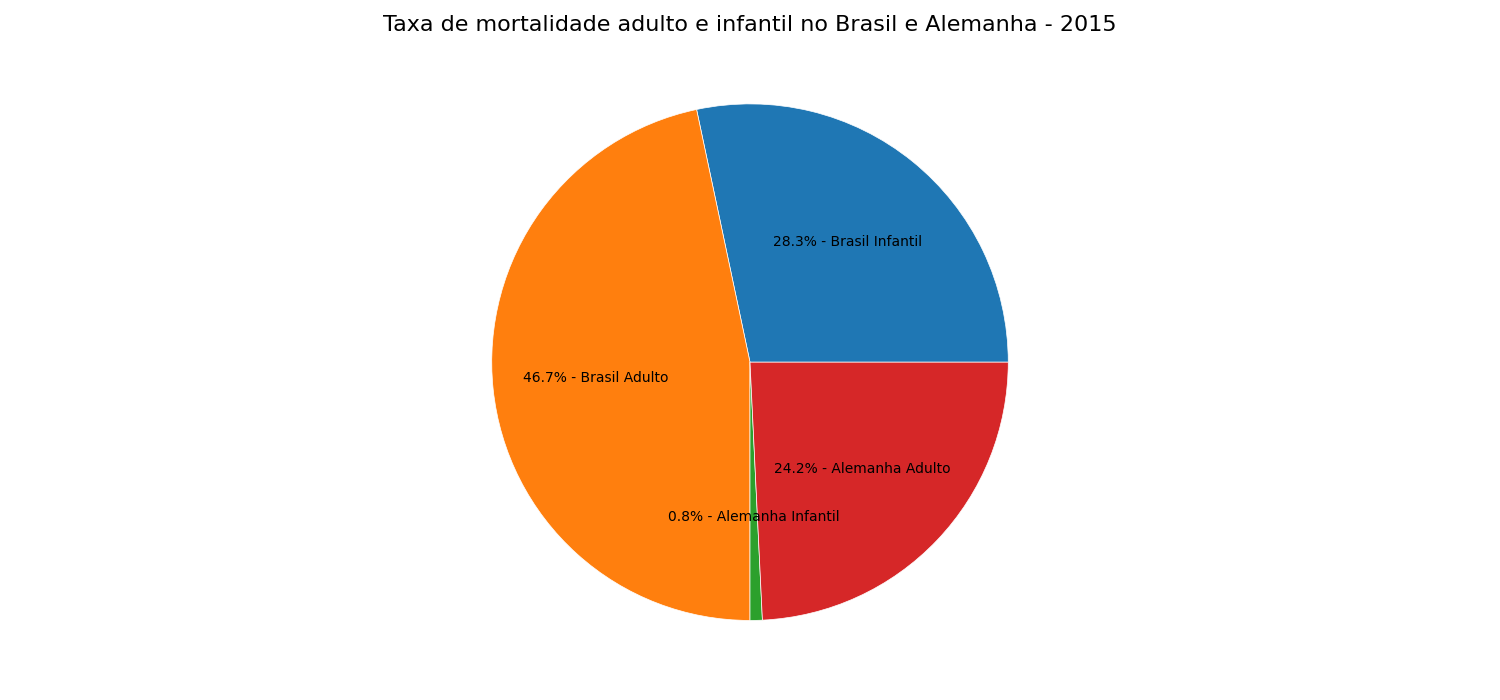 Taxa de mortalidade adulto e infantil no Brasil e Alemanha - 2015
28.3% - Brasil Infantil
46.7% - Brasil Adulto
24.2% - Alemanha Adulto
0.8% - Alemanha Infantil